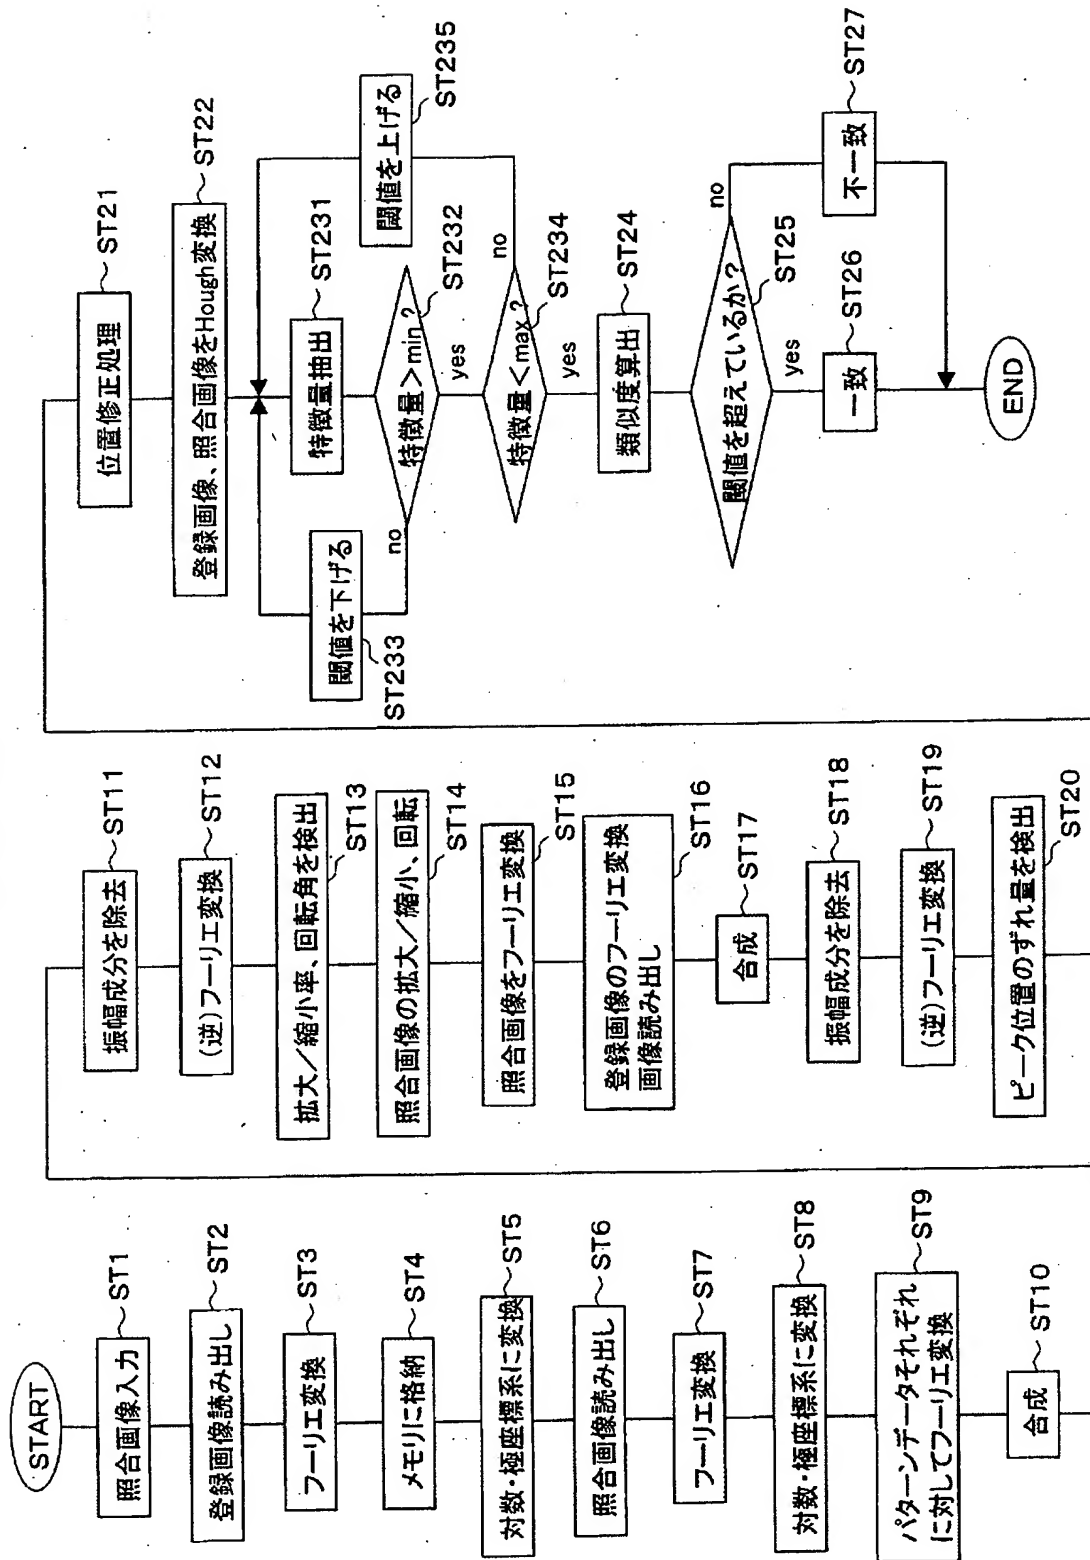 START
照合画像入力
ST1
登録画像読み出し
ST2
フーリエ変換
ST3
メモリに格納
ST4
対数・極座標系に変換
ST5
照合画像読み出し
ST6
フーリエ変換
ST7
対数・極座標系に変換
ST8
パターンデータそれぞれ
に対してフーリエ変換
ST9
合成
ST10
振幅成分を除去
ST11
(逆)フーリエ変換
ST12
拡大／縮小率、回転角を検出
ST13
照合画像の拡大／縮小、回転
ST14
照合画像をフーリエ変換
ST15
登録画像のフーリエ変換
画像読み出し
ST16
合成
ST17
振幅成分を除去
ST18
(逆)フーリエ変換
ST19
ピーク位置のずれ量を検出
ST20
位置修正処理
ST21
登録画像、照合画像をHough変換
ST22
特徴量抽出
ST231
特徴量＞min？
ST232
no
yes
閾値を下げる
ST233
特徴量＜max？
ST234
no
yes
閾値を上げる
ST235
類似度算出
ST24
閾値を超えているか？
ST25
no
yes
一致
ST26
不一致
ST27
END